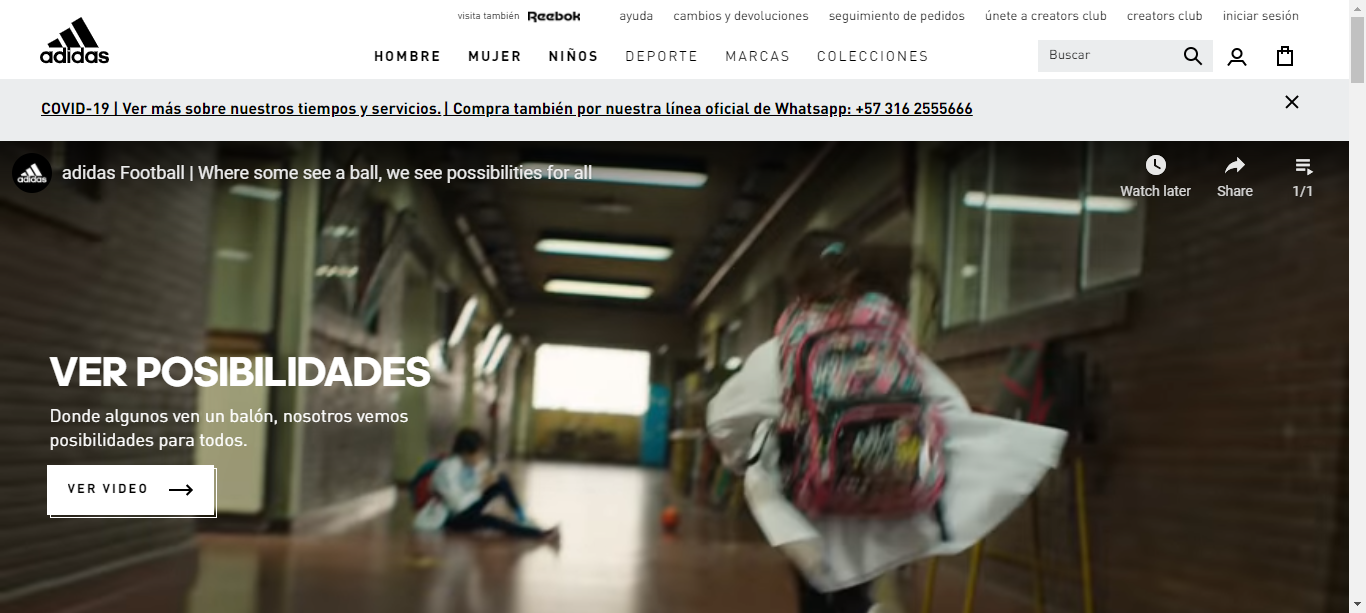 visita también Reebok ayuda cambios y devoluciones seguimiento de pedidos únete a creators club creators club iniciar sesión
adidas
HOMBRE MUJER NIÑOS DEPORTE MARCAS COLECCIONES Buscar
COVID-19 | Ver más sobre nuestros tiempos y servicios. | Compra también por nuestra línea oficial de Whatsapp: +57 316 2555666
adidas adidas Football | Where some see a ball, we see possibilities for all
Watch later Share 1/1
VER POSIBILIDADES
Donde algunos ven un balón, nosotros vemos
posibilidades para todos.
VER VIDEO